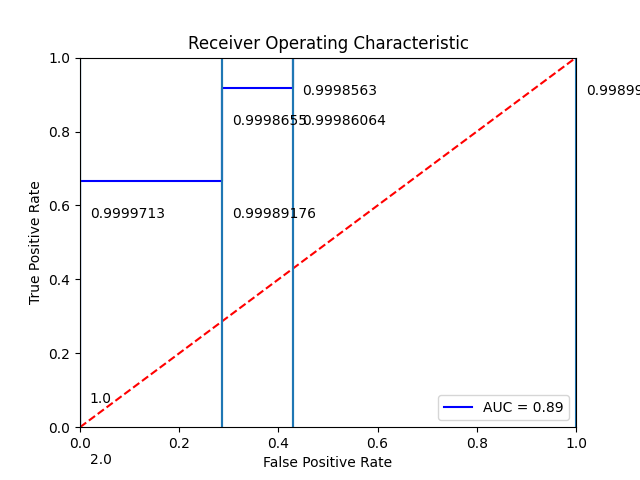 Receiver Operating Characteristic
1.0
0.9998563
0.99899
0.8
0.9998655
0.99986064
0.9999713
0.99989176
0.6
True Positive Rate
0.4
0.2
1.0
AUC = 0.89
0.0
0.0 0.2 0.4 0.6 0.8 1.0
2.0
False Positive Rate